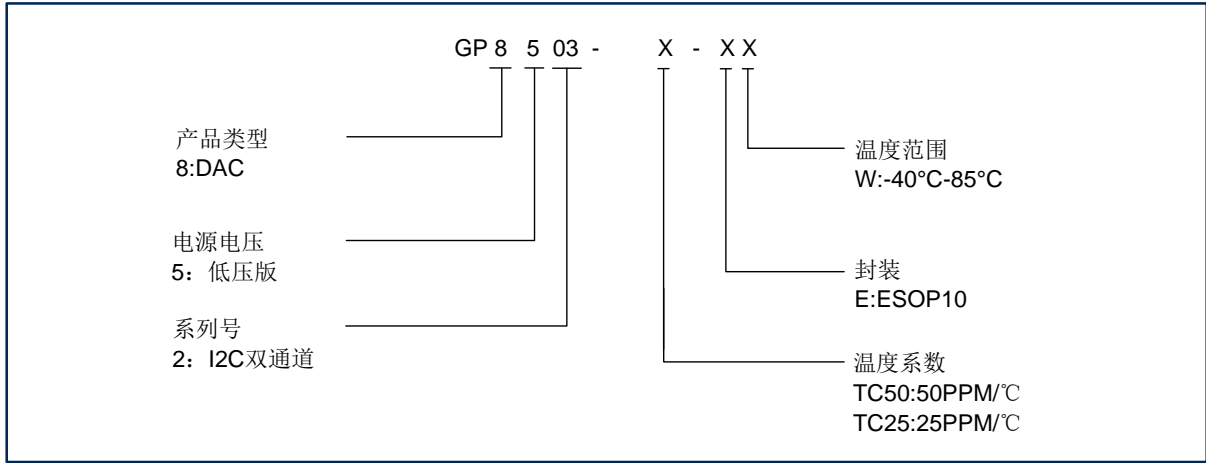 GP 8 5 03 - X - X X
产品类型
8:DAC
电源电压
5：低压版
系列号
2：I2C双通道
温度范围
W:-40°C-85°C
封装
E:ESOP10
温度系数
TC50:50PPM/℃
TC25:25PPM/℃